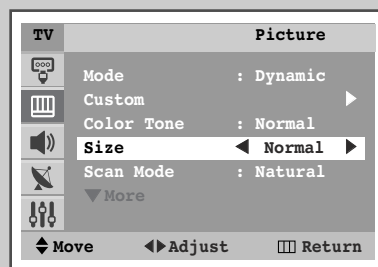 TV Picture
Mode : Dynamic
Custom
Color Tone : Normal
Size Normal
Scan Mode : Natural
More
Move Adjust Return